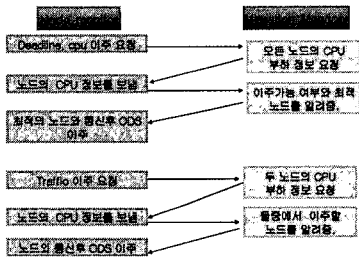 Deadline, cpu 이주 요청
모든 노드의 CPU
부하 정보 요청
노드의 CPU 정보를 보냄
이주가능 여부와 최적
노드를 알려줌.
최적의 노드와 통신후 ODS
이주
Traffic 이주 요청
두 노드의 CPU
부하 정보 요청
노드의 CPU 정보를 보냄
둘중에서 이주할
노드를 알려줌.
노드와 통신후 ODS 이주